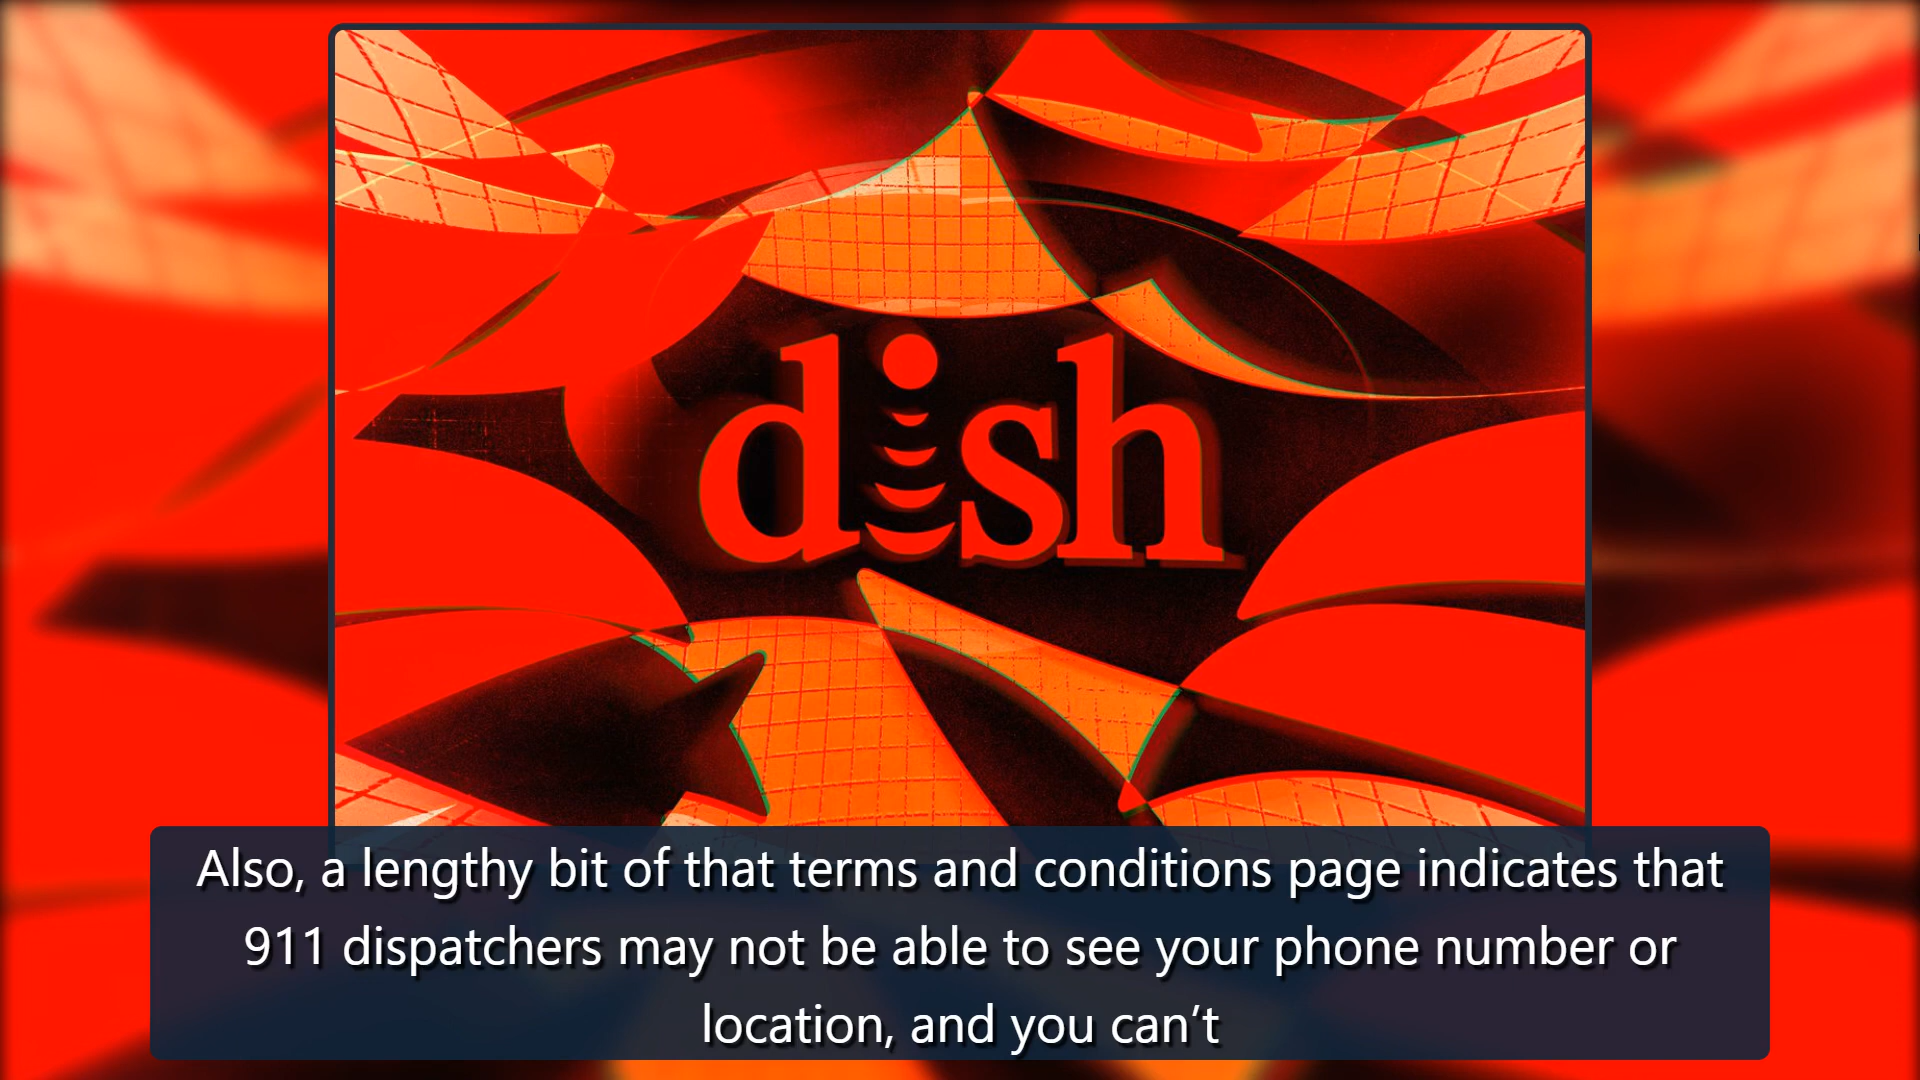 dish
Also, a lengthy bit of that terms and conditions page indicates that
911 dispatchers may not be able to see your phone number or
location, and you can’t